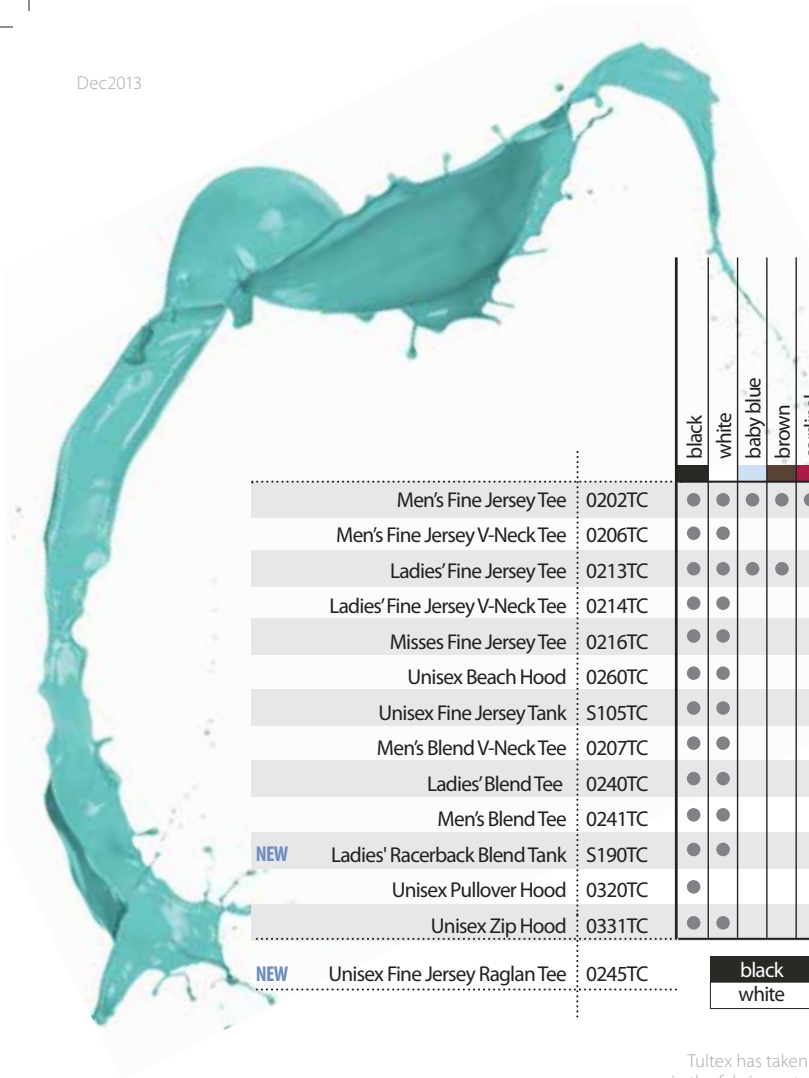 Dec2013
black
white
baby blue
brown
Men's Fine Jersey Tee 0202TC
Men's Fine Jersey V-Neck Tee 0206TC
Ladies' Fine Jersey Tee 0213TC
Ladies' Fine Jersey V-Neck Tee 0214TC
Misses Fine Jersey Tee 0216TC
Unisex Beach Hood 0260TC
Unisex Fine Jersey Tank S105TC
Men's Blend V-Neck Tee 0207TC
Ladies' Blend Tee 0240TC
Men's Blend Tee 0241TC
NEW Ladies' Racerback Blend Tank S190TC
Unisex Pullover Hood 0320TC
Unisex Zip Hood 0331TC
NEW Unisex Fine Jersey Raglan Tee 0245TC
black
white
Tultex has taken